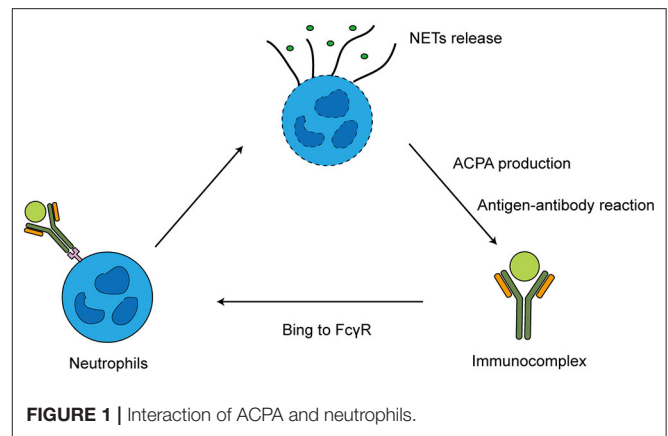 NETs release
ACPA production
Antigen-antibody reaction
Neutrophils
Bing to FcγR
Immunocomplex
FIGURE 1 | Interaction of ACPA and neutrophils.